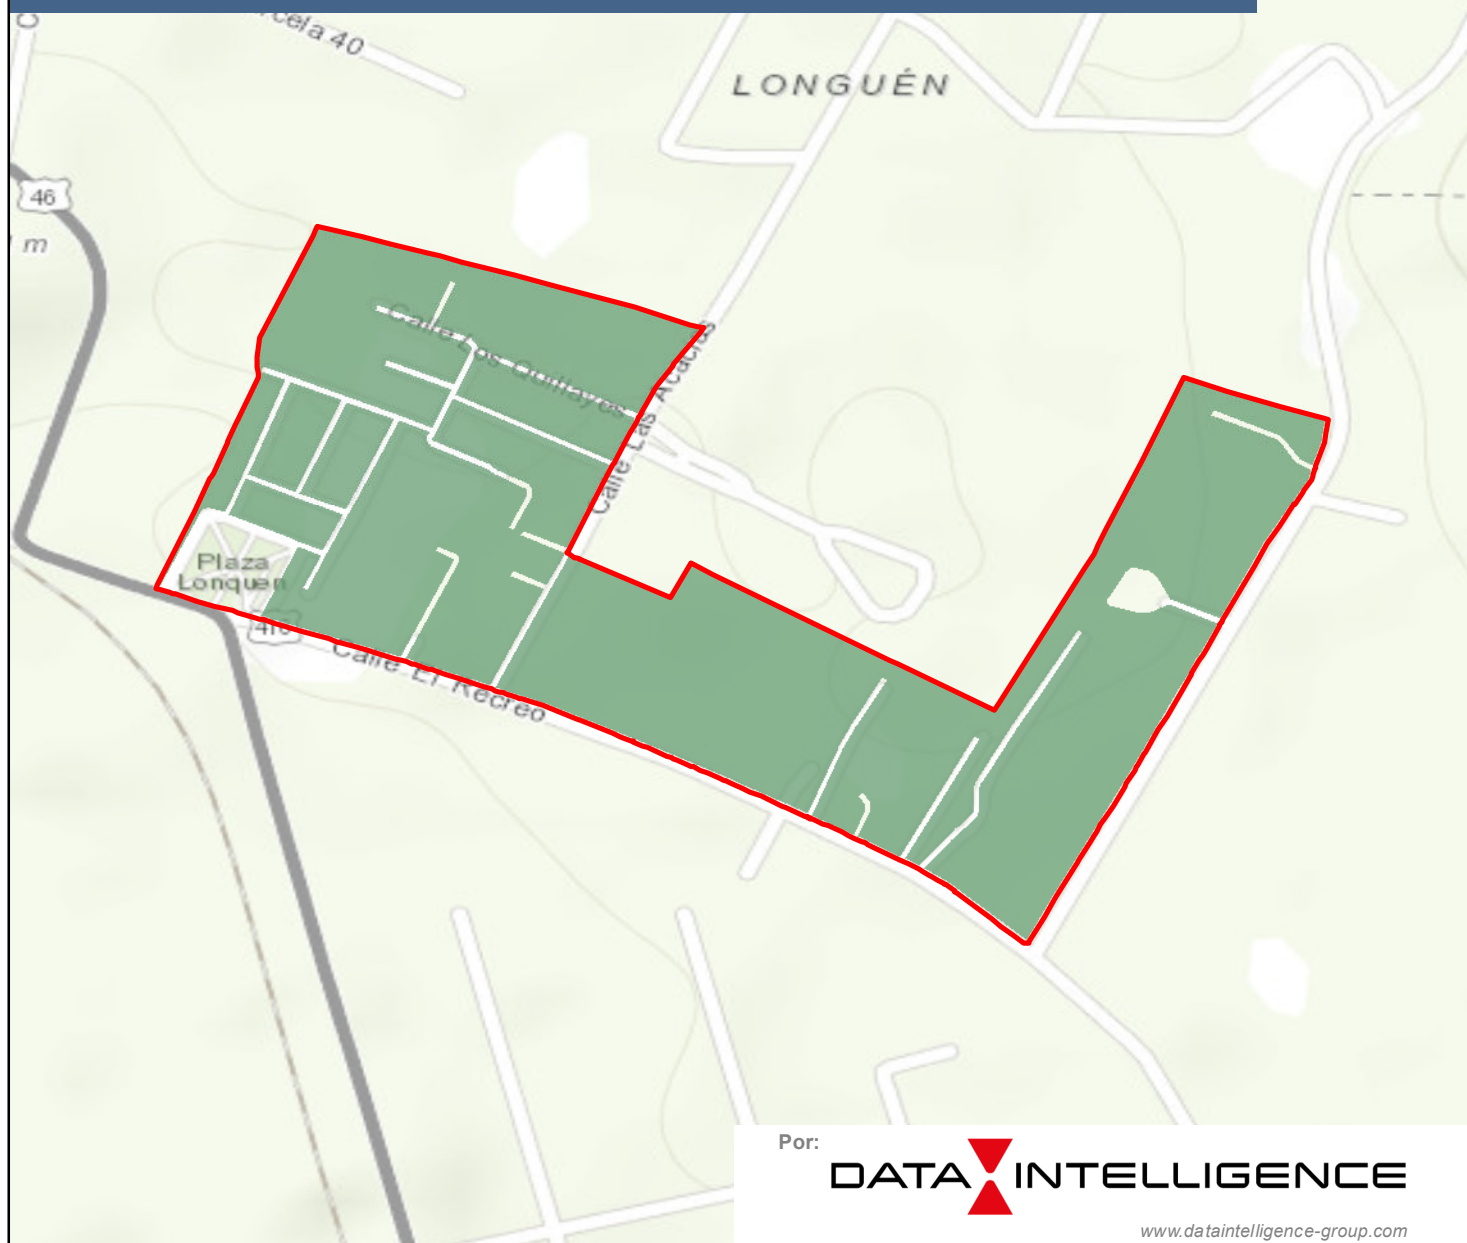 cela 40
LONGUÉN
46
m
Calle Los Quillayes
Calle Las Acacias
Plaza
Lonquen
Calle El Recreo
Por:
DATA INTELLIGENCE
www.dataintelligence-group.com